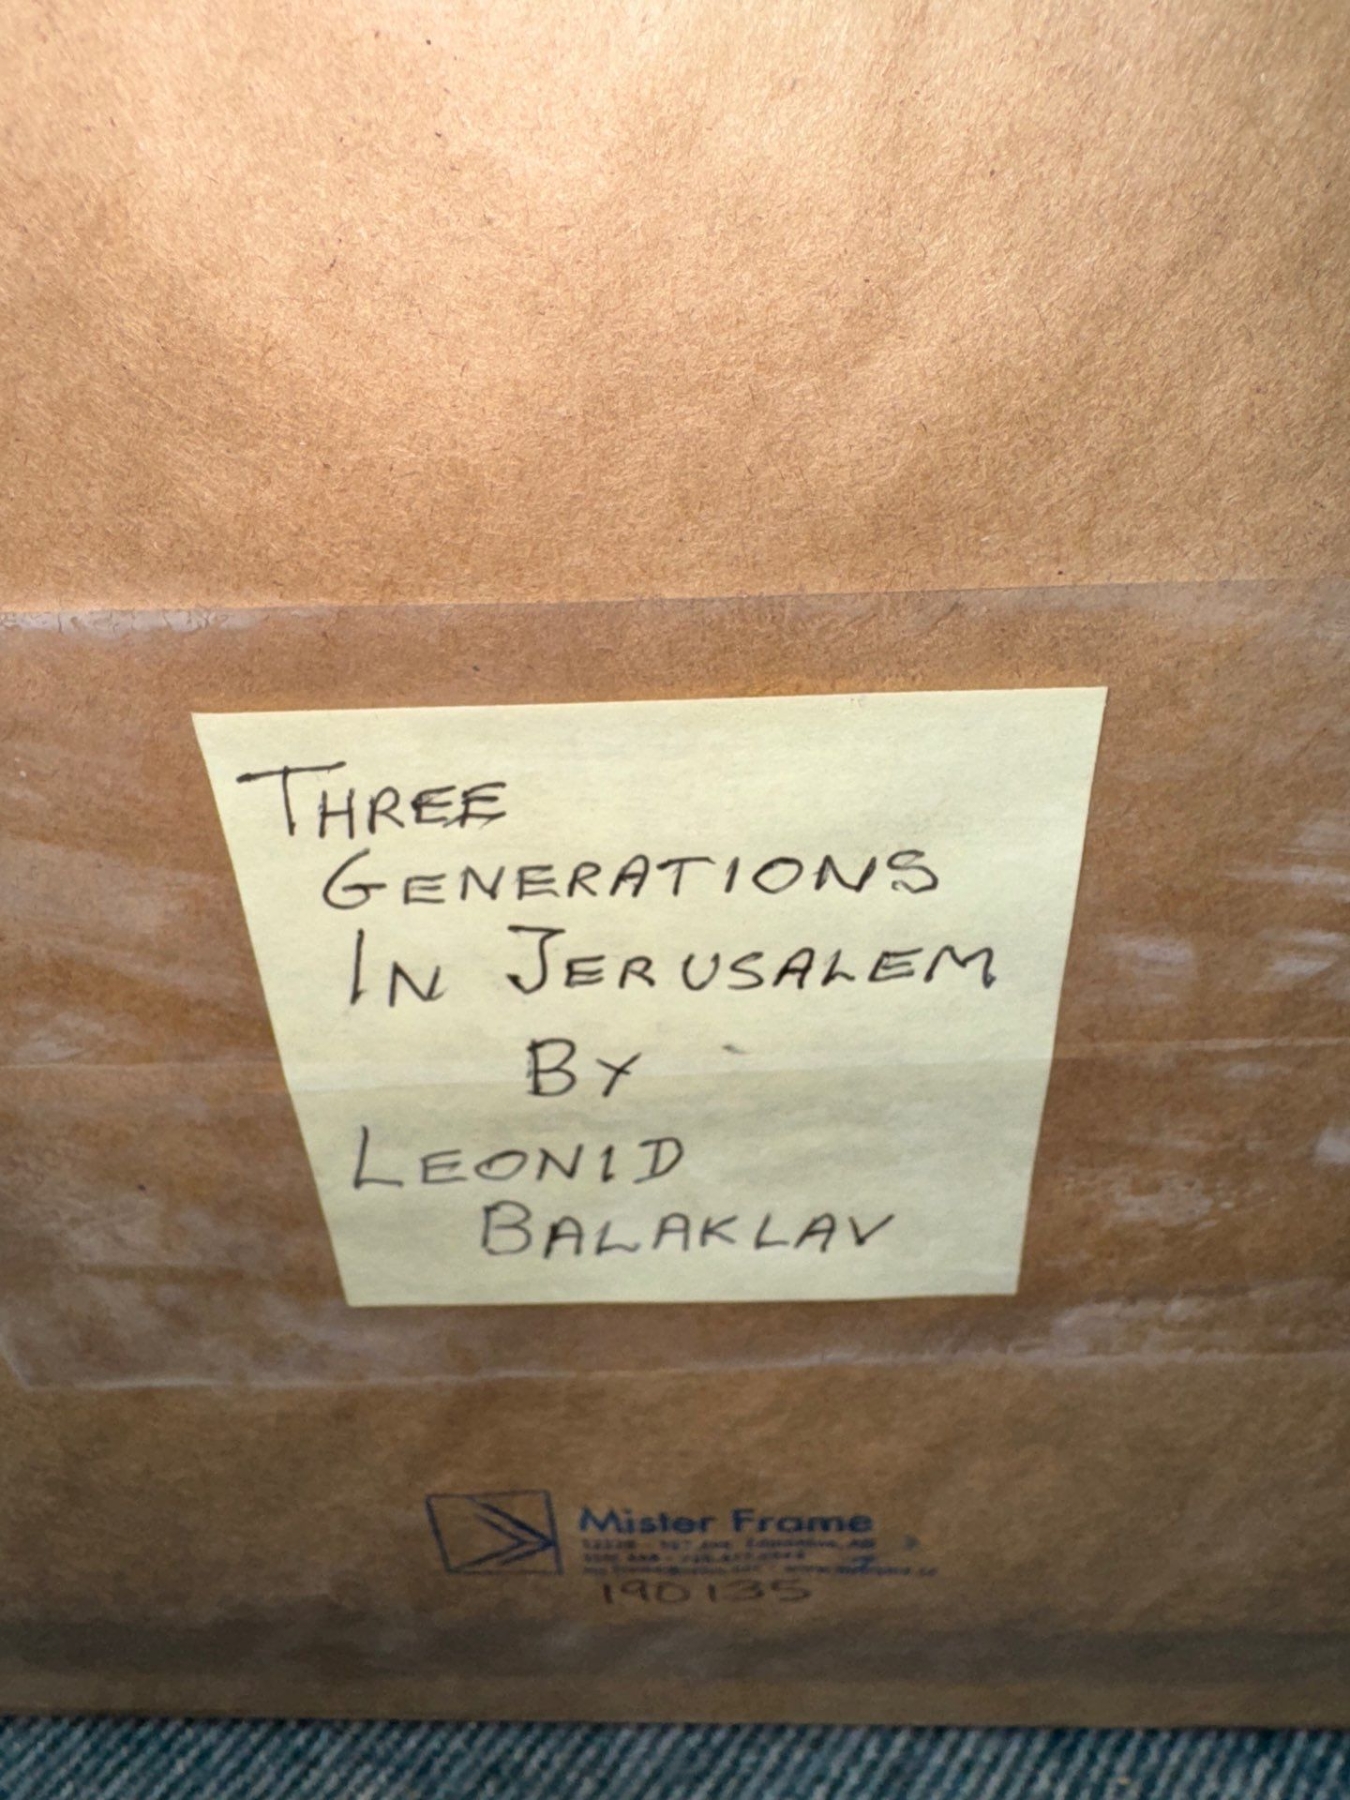 THREE
GENERATIONS
IN JERUSALEM
BY
LEONID
BALAKLAV
Mister Frame
190135